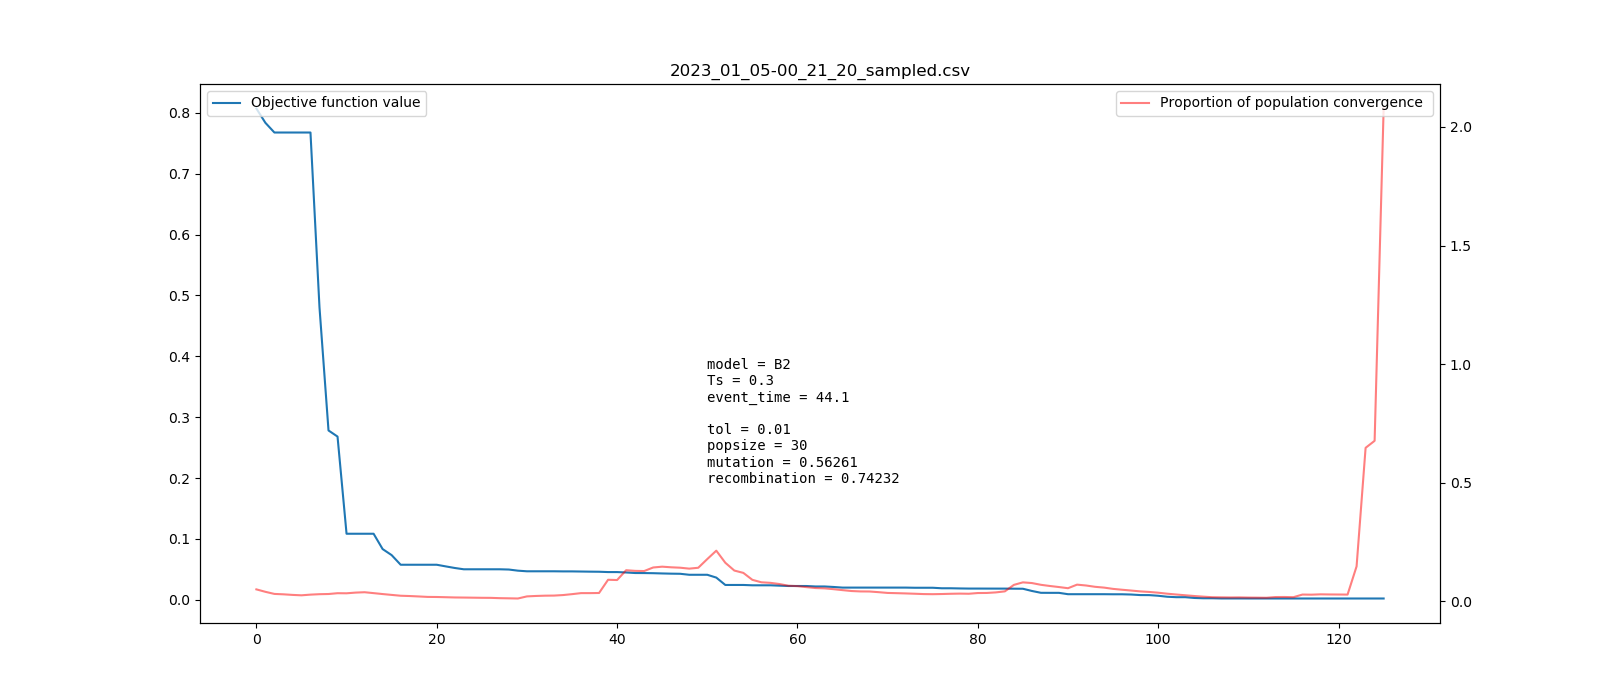 2023_01_05-00_21_20_sampled.csv
Objective function value
Proportion of population convergence
0.8
0.7
0.6
0.5
0.4
0.3
0.2
0.1
0.0
model = B2
Ts = 0.3
event_time = 44.1
tol = 0.01
popsize = 30
mutation = 0.56261
recombination = 0.74232
2.0
1.5
1.0
0.5
0.0
0 20 40 60 80 100 120